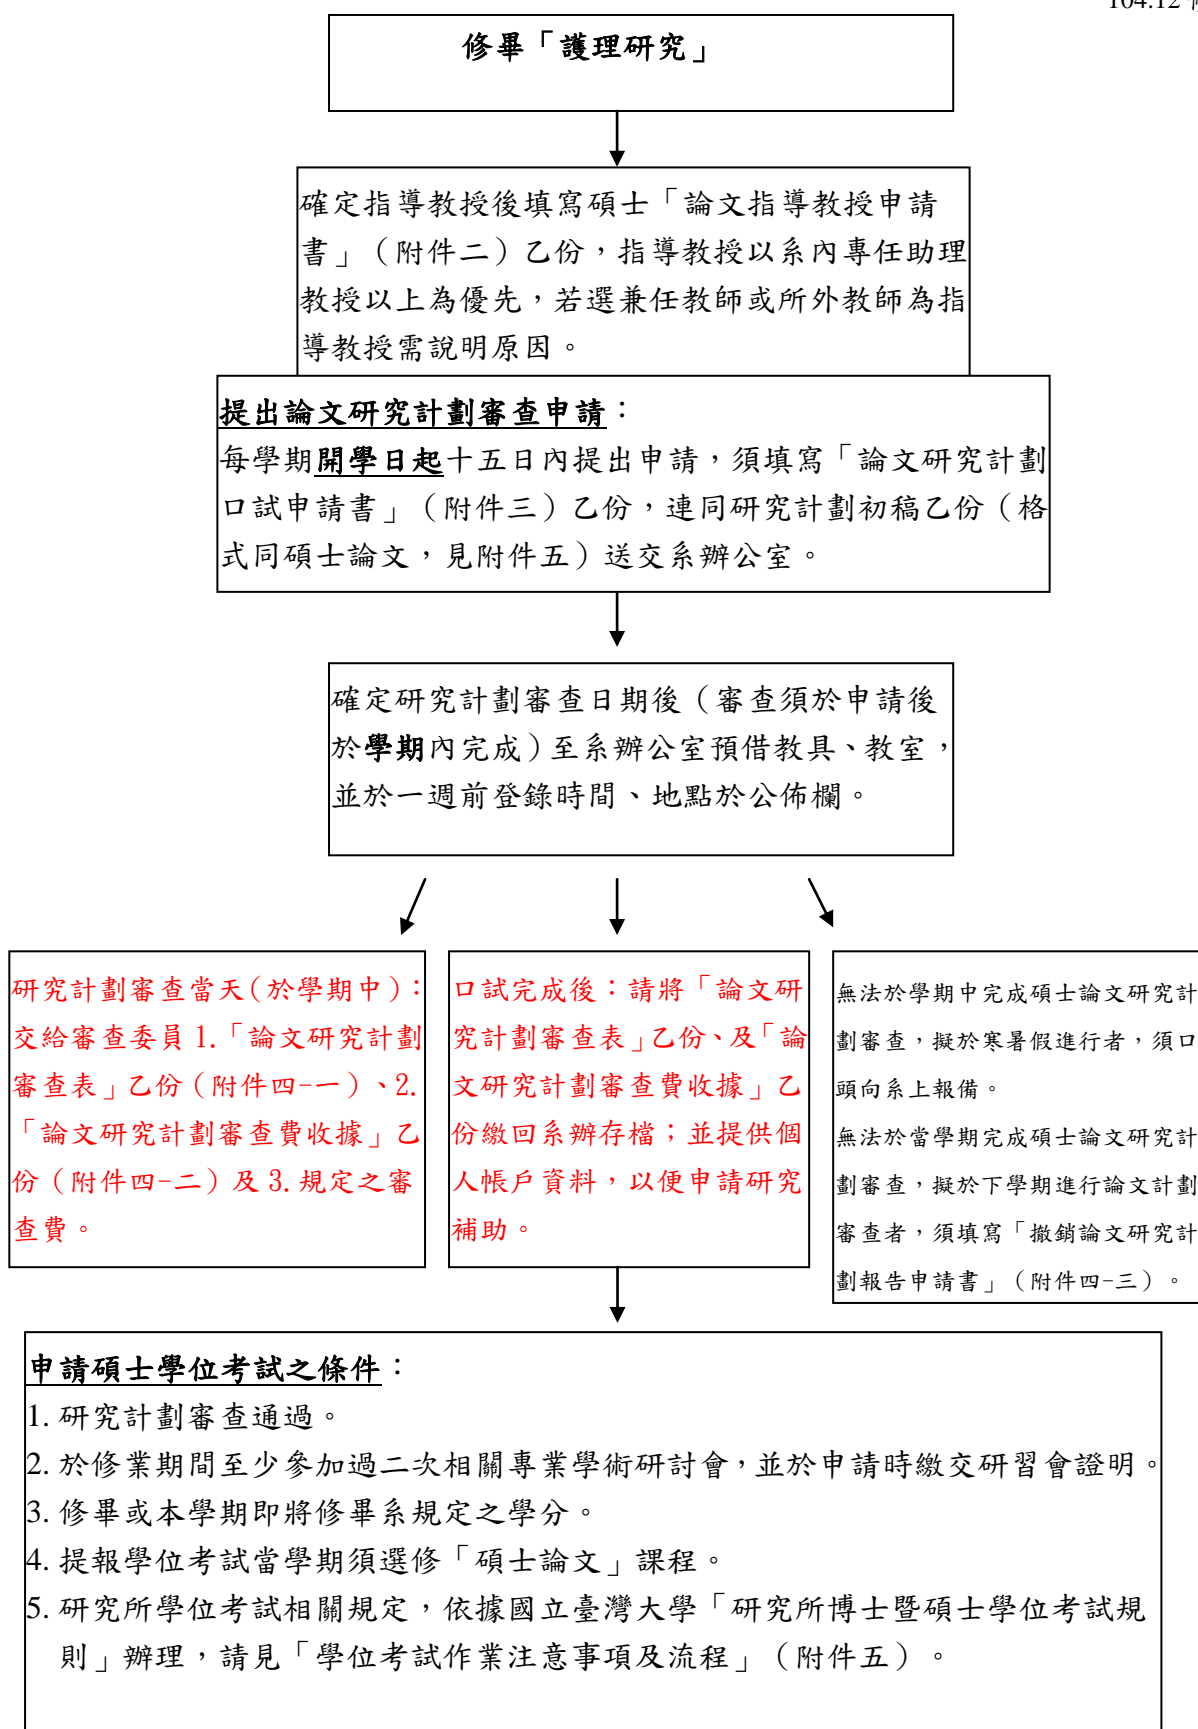 104.12
修畢「護理研究」
確定指導教授後填寫碩士「論文指導教授申請
書」（附件二）乙份，指導教授以系內專任助理
教授以上為優先，若選兼任教師或所外教師為指
導教授需說明原因。
提出論文研究計劃審查申請：
每學期開學日起十五日內提出申請，須填寫「論文研究計劃
口試申請書」（附件三）乙份，連同研究計劃初稿乙份（格
式同碩士論文，見附件五）送交系辦公室。
確定研究計劃審查日期後（審查須於申請後
於學期內完成）至系辦公室預借教具、教室，
並於一週前登錄時間、地點於公佈欄。
研究計劃審查當天(於學期中)：
交給審查委員 1.「論文研究計劃
審查表」乙份（附件四-一）、2.
「論文研究計劃審查費收據」乙
份（附件四-二）及 3.規定之審
查費。
口試完成後：請將「論文研
究計劃審查表」乙份、及「論
文研究計劃審查費收據」乙
份繳回系辦存檔；並提供個
人帳戶資料，以便申請研究
補助。
無法於學期中完成碩士論文研究計
劃審查，擬於寒暑假進行者，須口
頭向系上報備。
無法於當學期完成碩士論文研究計
劃審查，擬於下學期進行論文計劃
審查者，須填寫「撤銷論文研究計
劃報告申請書」（附件四-三）。
申請碩士學位考試之條件：
1. 研究計劃審查通過。
2. 於修業期間至少參加過二次相關專業學術研討會，並於申請時繳交研習會證明。
3. 修畢或本學期即將修畢系規定之學分。
4. 提報學位考試當學期須選修「碩士論文」課程。
5. 研究所學位考試相關規定，依據國立臺灣大學「研究所博士暨碩士學位考試規
則」辦理，請見「學位考試作業注意事項及流程」（附件五）。